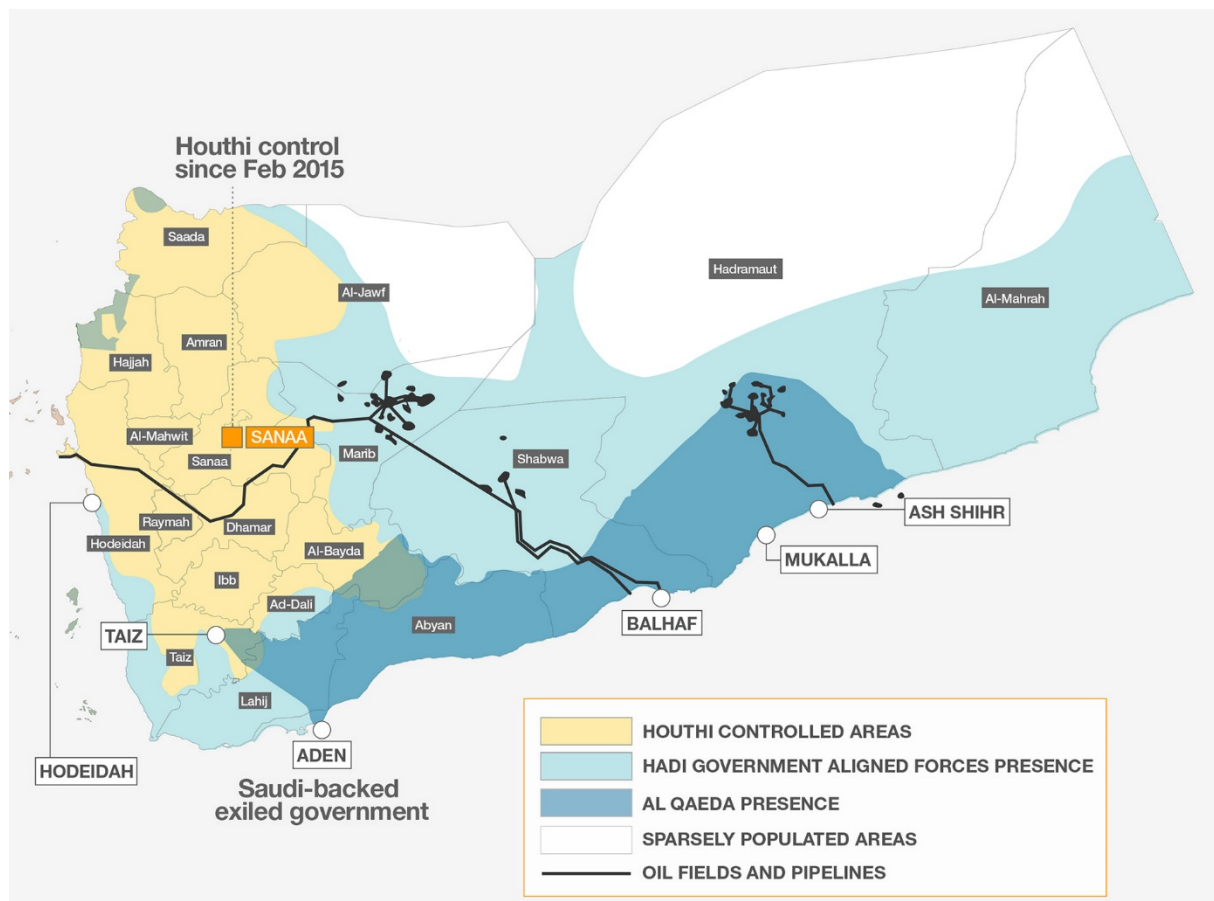 Houthi control
since Feb 2015
Saada
Al-Jawf
Hadramaut
Al-Mahrah
Amran
Hajjah
Al-Mahwit
SANAA
Sanaa
Marib
Shabwa
ASH SHIHR
Raymah
Dhamar
Hodeidah
Al-Bayda
MUKALLA
Ibb
Ad-Dali
Abyan
BALHAF
TAIZ
Taiz
Lahij
ADEN
HODEIDAH
Saudi-backed
exiled government
HOUTHI CONTROLLED AREAS
HADI GOVERNMENT ALIGNED FORCES PRESENCE
AL QAEDA PRESENCE
SPARSELY POPULATED AREAS
OIL FIELDS AND PIPELINES